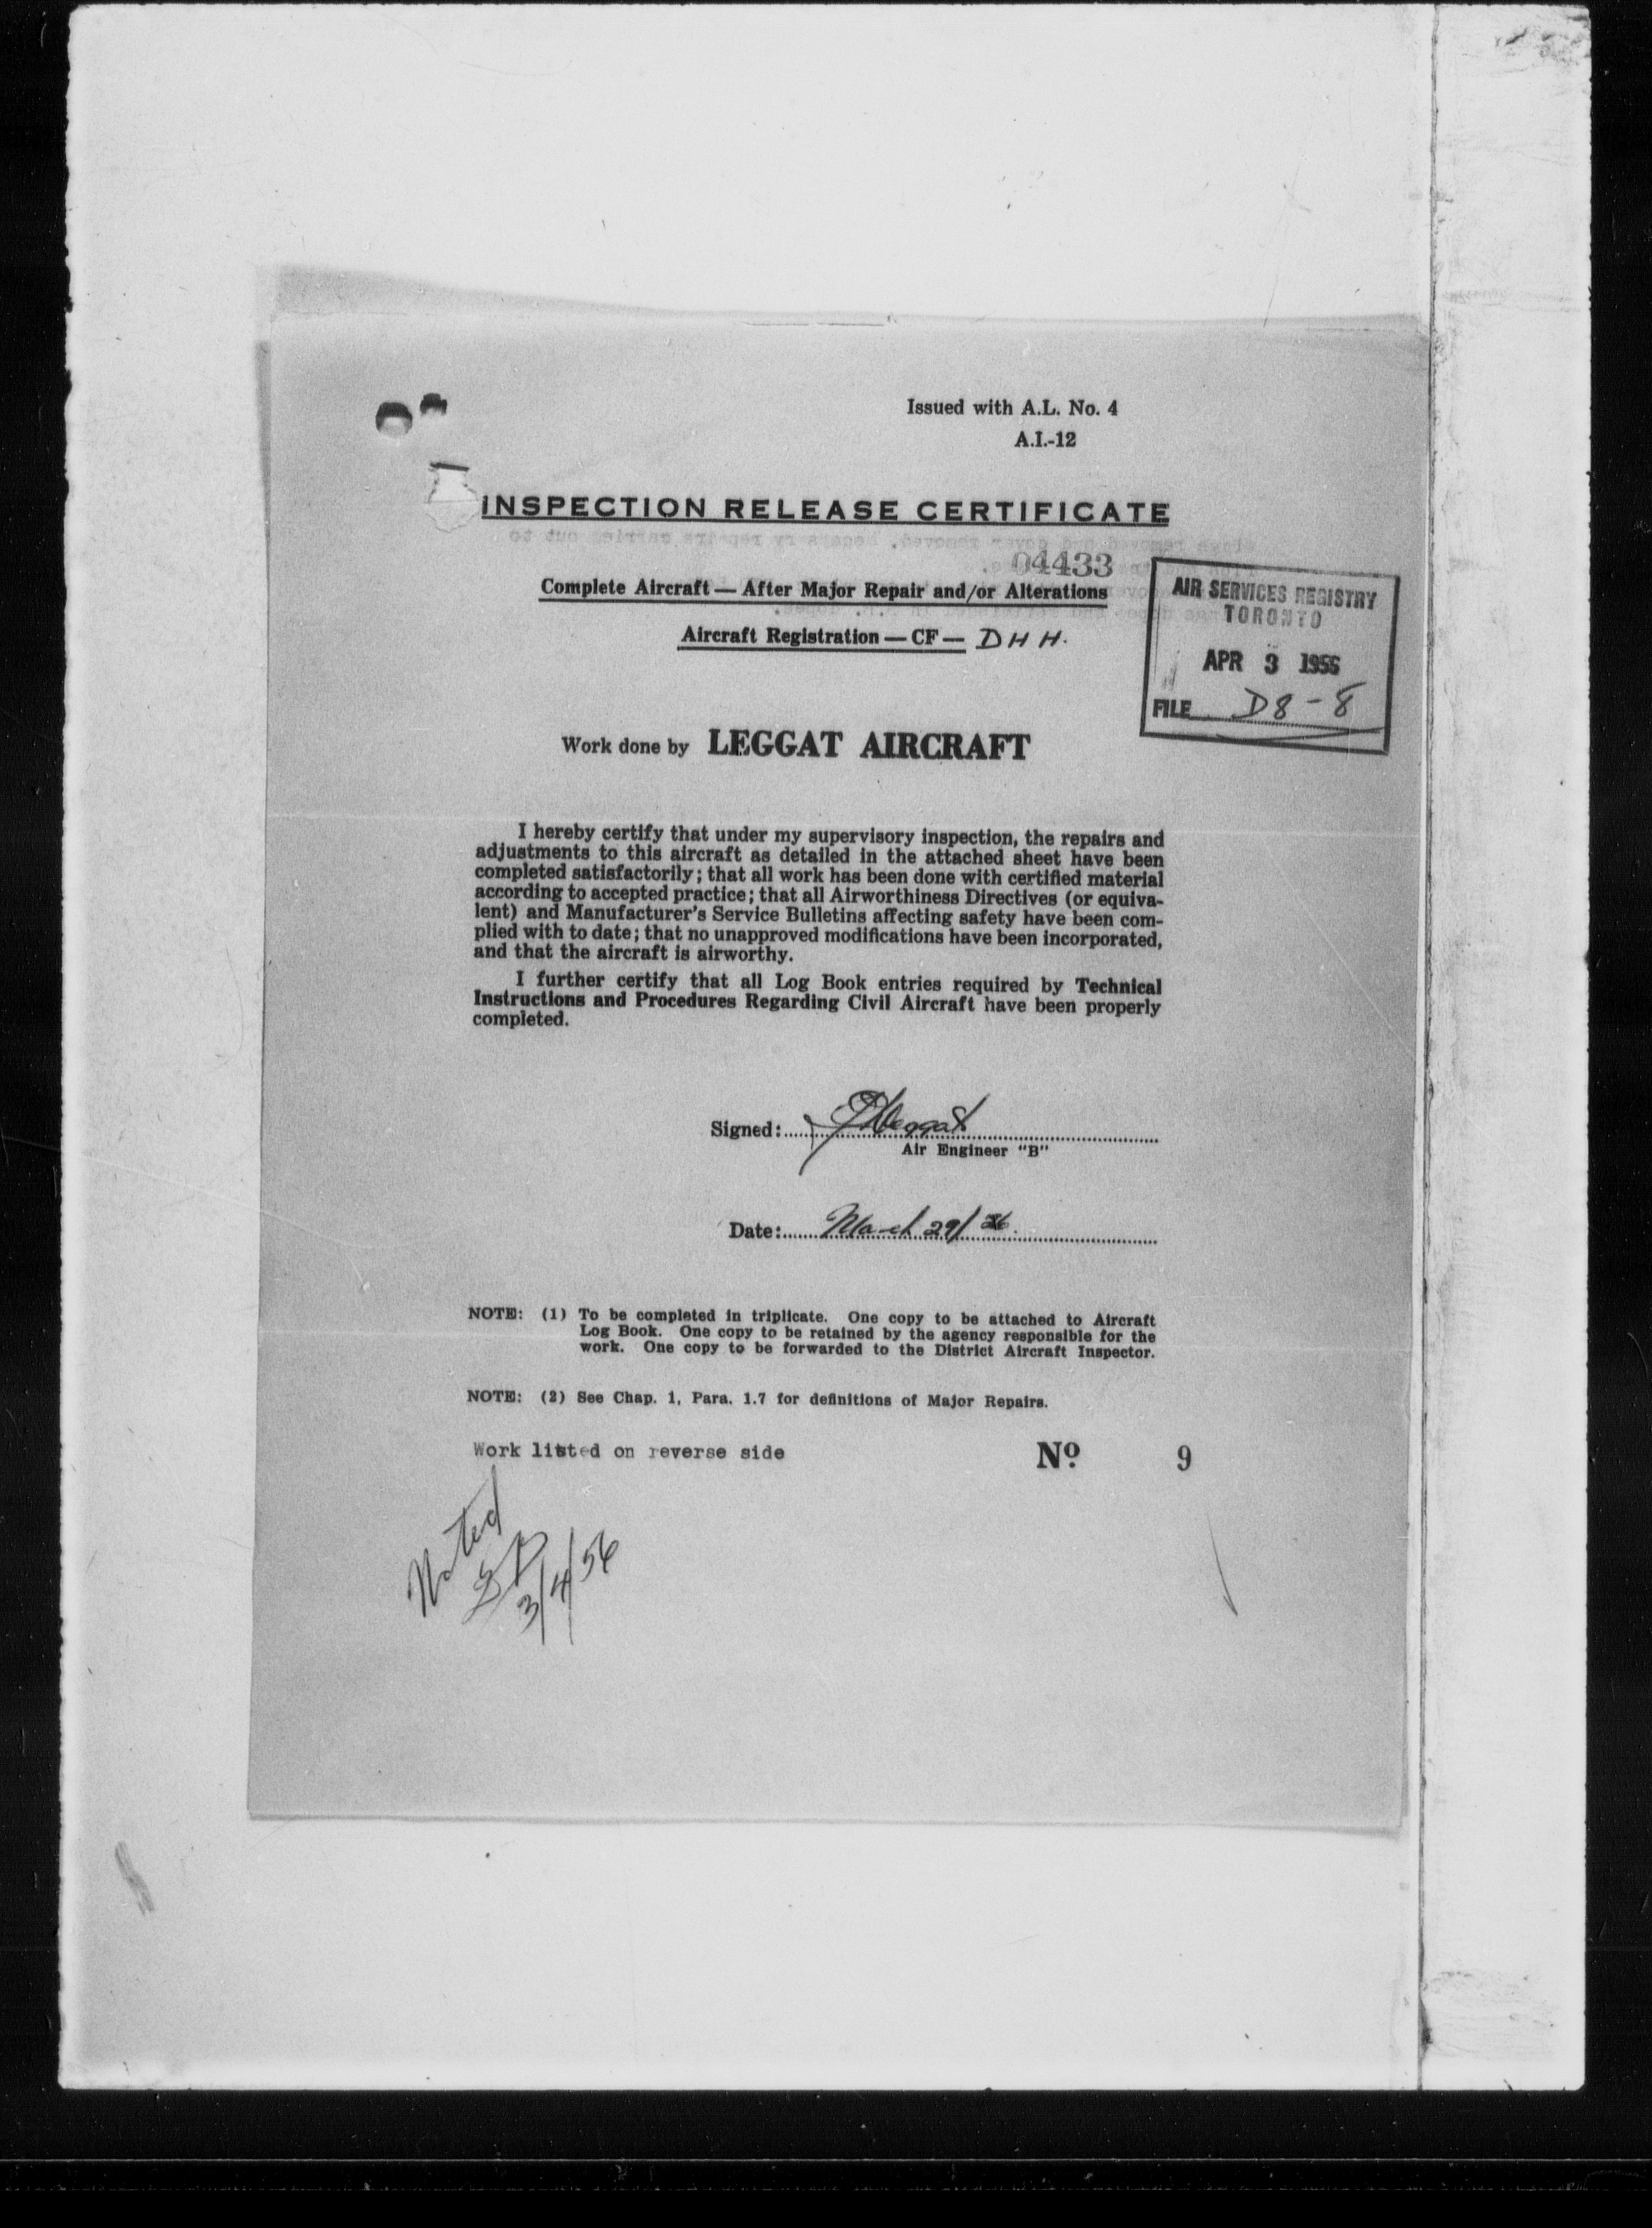 Issued with A.L. No. 4
A.I.-12
INSPECTION RELEASE CERTIFICATE
04433
Complete Aircraft — After Major Repair and/or Alterations
Aircraft Registration — CF — DHH.
AIR SERVICES REGISTRY
TORONTO
APR 3 1956
FILE D8-8
Work done by LEGGAT AIRCRAFT
I hereby certify that under my supervisory inspection, the repairs and
adjustments to this aircraft as detailed in the attached sheet have been
completed satisfactorily; that all work has been done with certified material
according to accepted practice; that all Airworthiness Directives (or equiva-
lent) and Manufacturer's Service Bulletins affecting safety have been com-
plied with to date; that no unapproved modifications have been incorporated,
and that the aircraft is airworthy.
I further certify that all Log Book entries required by Technical
Instructions and Procedures Regarding Civil Aircraft have been properly
completed.
Signed: Leggat
Air Engineer "B"
Date: March 29/56.
NOTE: (1) To be completed in triplicate. One copy to be attached to Aircraft
Log Book. One copy to be retained by the agency responsible for the
work. One copy to be forwarded to the District Aircraft Inspector.
NOTE: (2) See Chap. 1, Para. 1.7 for definitions of Major Repairs.
Work listed on reverse side
No. 9
Noted
3/4/56